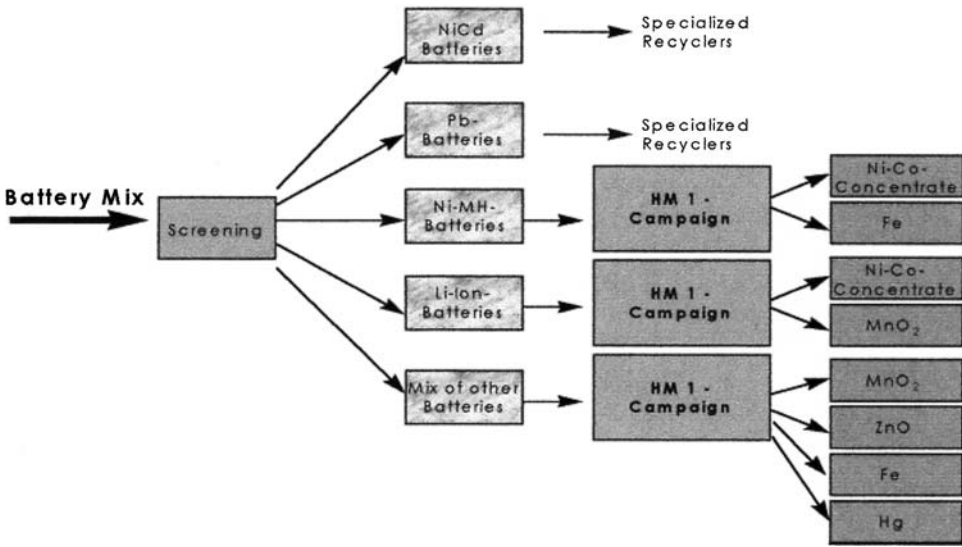 NiCd
Batteries
Specialized
Recyclers
Pb-
Batteries
Specialized
Recyclers
Battery Mix
Screening
Ni-MH-
Batteries
HM 1 -
Campaign
Ni-Co-
Concentrate
Fe
Li-Ion-
Batteries
HM 1 -
Campaign
Ni-Co-
Concentrate
MnO₂
Mix of other
Batteries
HM 1 -
Campaign
MnO₂
ZnO
Fe
Hg